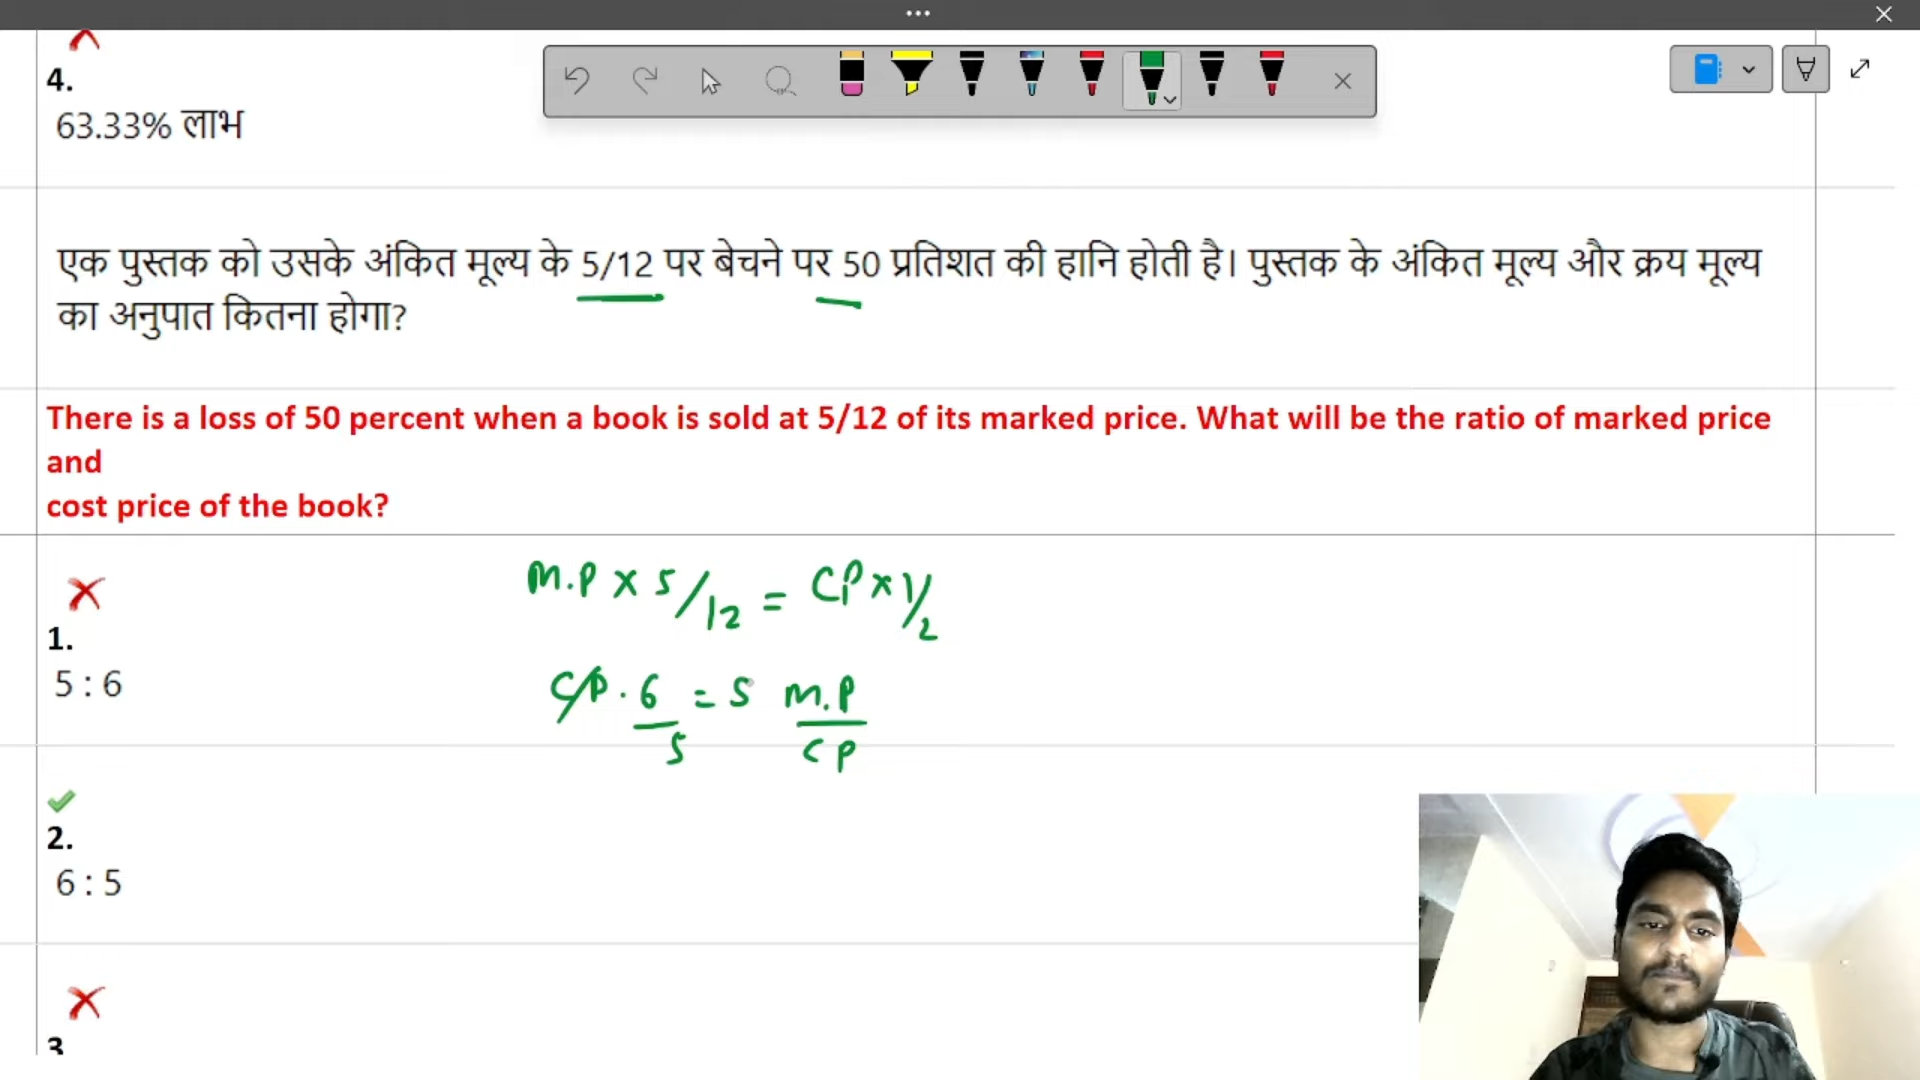 4.
63.33% लाभ
एक पुस्तक को उसके अंकित मूल्य के 5/12 पर बेचने पर 50 प्रतिशत की हानि होती है। पुस्तक के अंकित मूल्य और क्रय मूल्य
का अनुपात कितना होगा?
There is a loss of 50 percent when a book is sold at 5/12 of its marked price. What will be the ratio of marked price
and
cost price of the book?
M.P x 5/12 = CP x 1/2
CP . 6/5 = 5 M.P/CP
1.
5 : 6
2.
6 : 5
3